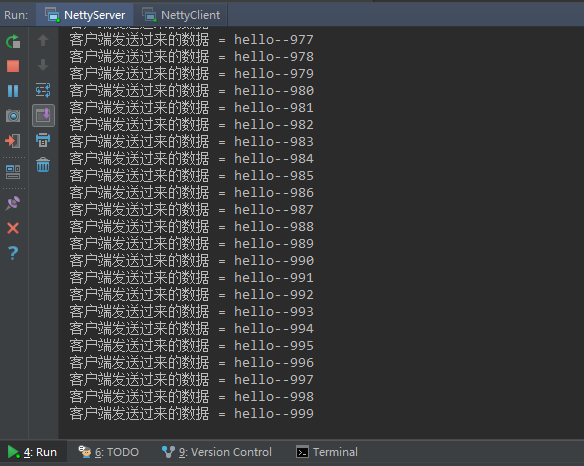 Run: NettyServer NettyClient
客户端发送过来的数据 = hello--977
客户端发送过来的数据 = hello--978
客户端发送过来的数据 = hello--979
客户端发送过来的数据 = hello--980
客户端发送过来的数据 = hello--981
客户端发送过来的数据 = hello--982
客户端发送过来的数据 = hello--983
客户端发送过来的数据 = hello--984
客户端发送过来的数据 = hello--985
客户端发送过来的数据 = hello--986
客户端发送过来的数据 = hello--987
客户端发送过来的数据 = hello--988
客户端发送过来的数据 = hello--989
客户端发送过来的数据 = hello--990
客户端发送过来的数据 = hello--991
客户端发送过来的数据 = hello--992
客户端发送过来的数据 = hello--993
客户端发送过来的数据 = hello--994
客户端发送过来的数据 = hello--995
客户端发送过来的数据 = hello--996
客户端发送过来的数据 = hello--997
客户端发送过来的数据 = hello--998
客户端发送过来的数据 = hello--999
4: Run 6: TODO 9: Version Control Terminal